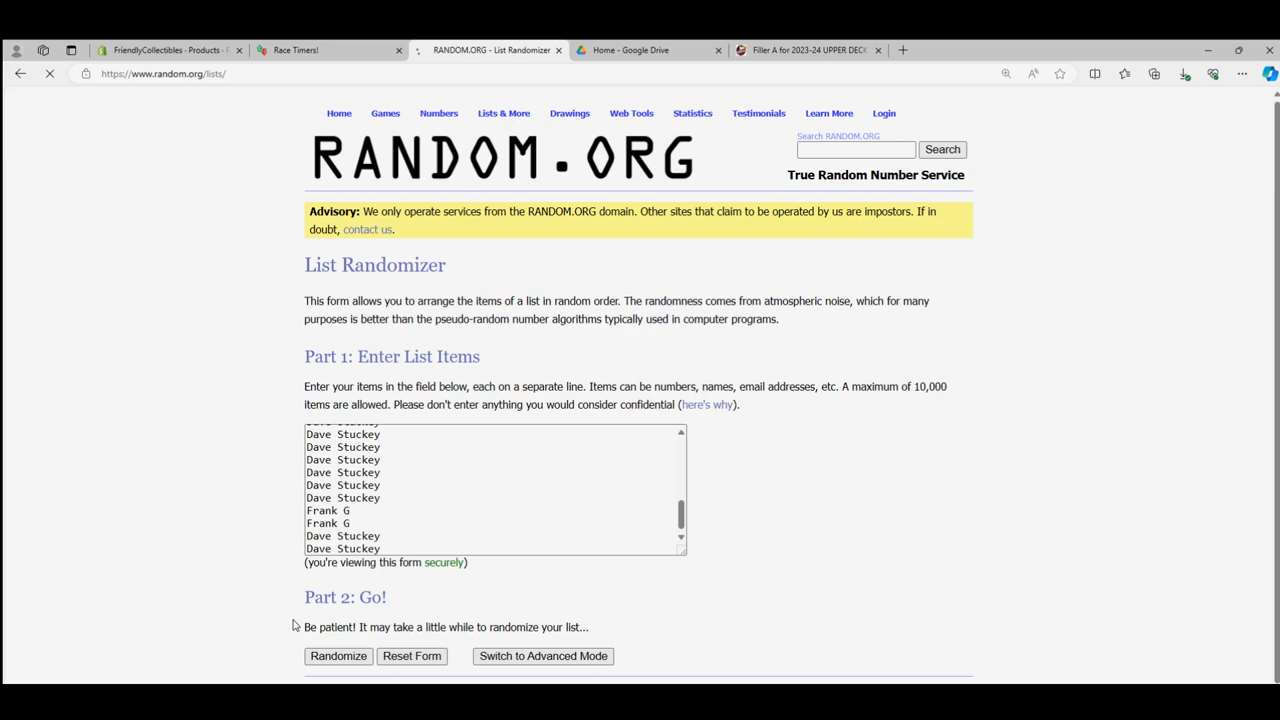 FriendlyCollectibles - Products - F
Race Timers!
RANDOM.ORG - List Randomizer
Home - Google Drive
Filler A for 2023-24 UPPER DECK
https://www.random.org/lists/
Home Games Numbers Lists & More Drawings Web Tools Statistics Testimonials Learn More Login
RANDOM.ORG
Search RANDOM.ORG
Search
True Random Number Service
Advisory: We only operate services from the RANDOM.ORG domain. Other sites that claim to be operated by us are impostors. If in
doubt, contact us.
List Randomizer
This form allows you to arrange the items of a list in random order. The randomness comes from atmospheric noise, which for many
purposes is better than the pseudo-random number algorithms typically used in computer programs.
Part 1: Enter List Items
Enter your items in the field below, each on a separate line. Items can be numbers, names, email addresses, etc. A maximum of 10,000
items are allowed. Please don't enter anything you would consider confidential (here's why).
Dave Stuckey
Dave Stuckey
Dave Stuckey
Dave Stuckey
Dave Stuckey
Dave Stuckey
Frank G
Frank G
Dave Stuckey
Dave Stuckey
(you're viewing this form securely)
Part 2: Go!
Be patient! It may take a little while to randomize your list...
Randomize Reset Form Switch to Advanced Mode